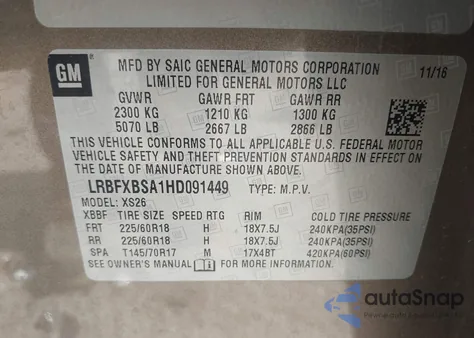 GM
MFD BY SAIC GENERAL MOTORS CORPORATION 11/16
LIMITED FOR GENERAL MOTORS LLC
GVWR GAWR FRT GAWR RR
2300 KG 1210 KG 1300 KG
5070 LB 2667 LB 2866 LB
THIS VEHICLE CONFORMS TO ALL APPLICABLE U.S. FEDERAL MOTOR
VEHICLE SAFETY, BUMPER, AND THEFT PREVENTION STANDARDS IN EFFECT ON
THE DATE OF MANUFACTURE SHOWN ABOVE.
LRBFXBSA1HD091449 TYPE: M.P.V.
MODEL: XS26
XBBF TIRE SIZE SPEED RTG RIM COLD TIRE PRESSURE
FRT 225/60R18 H 18X7.5J 240KPA(35PSI)
RR 225/60R18 H 18X7.5J 240KPA(35PSI)
SPA T145/70R17 M 17X4BT 420KPA(60PSI)
SEE OWNER'S MANUAL FOR MORE INFORMATION.
autoSnap